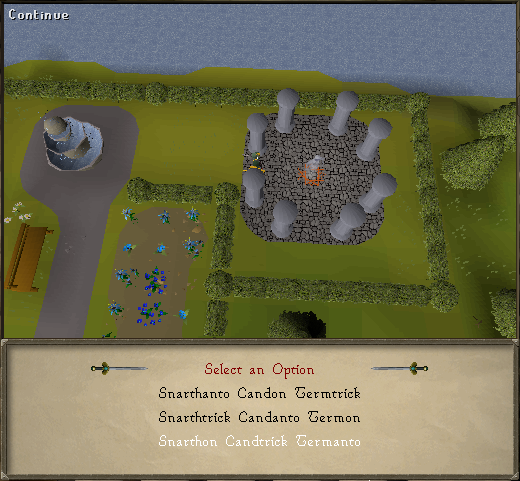 Continue
Select an Option
Snarthanto Candon Termtrick
Snarthtrick Candanto Termon
Snarthon Candtrick Termanto